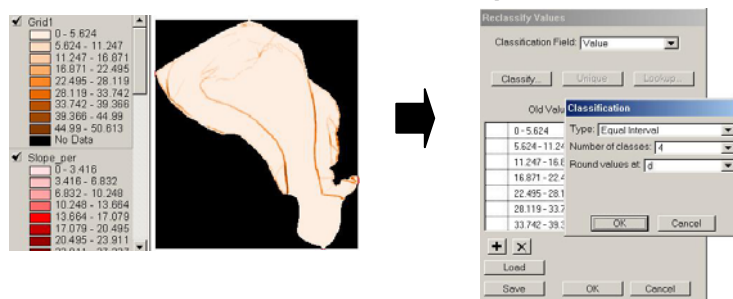 Grid1
0 - 5.624
5.624 - 11.247
11.247 - 16.871
16.871 - 22.495
22.495 - 28.119
28.119 - 33.742
33.742 - 39.366
39.366 - 44.99
44.99 - 50.613
No Data
Slope_per
0 - 3.416
3.416 - 6.832
6.832 - 10.248
10.248 - 13.664
13.664 - 17.079
17.079 - 20.495
20.495 - 23.911
Reclassify Values
Classification Field: Value
Classify... Unique Lookup...
Old Valu
0 - 5.624
5.624 - 11.24
11.247 - 16.8
16.871 - 22.4
22.495 - 28.1
28.119 - 33.7
33.742 - 39.3
Classification
Type: Equal Interval
Number of classes: 4
Round values at: d
OK Cancel
Load
Save OK Cancel